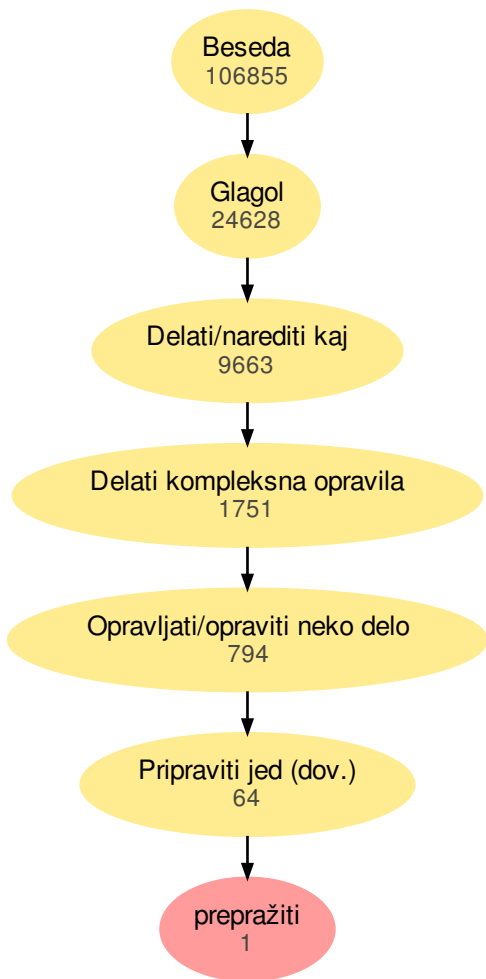 Beseda
106855
Glagol
24628
Delati/narediti kaj
9663
Delati kompleksna opravila
1751
Opravljati/opraviti neko delo
794
Pripraviti jed (dov.)
64
prepražiti
1